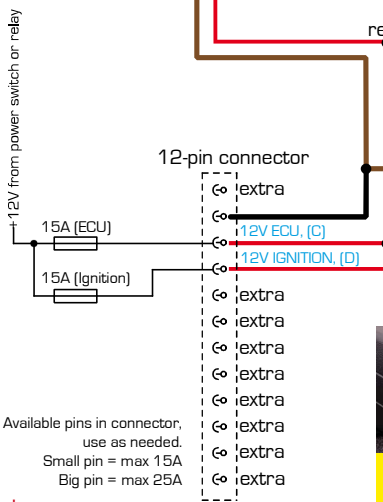 re
+12V from power switch or relay
12-pin connector
extra
15A (ECU)
12V ECU, (C)
12V IGNITION, (D)
15A (Ignition)
extra
extra
extra
extra
extra
extra
extra
extra
Available pins in connector,
use as needed.
Small pin = max 15A
Big pin = max 25A